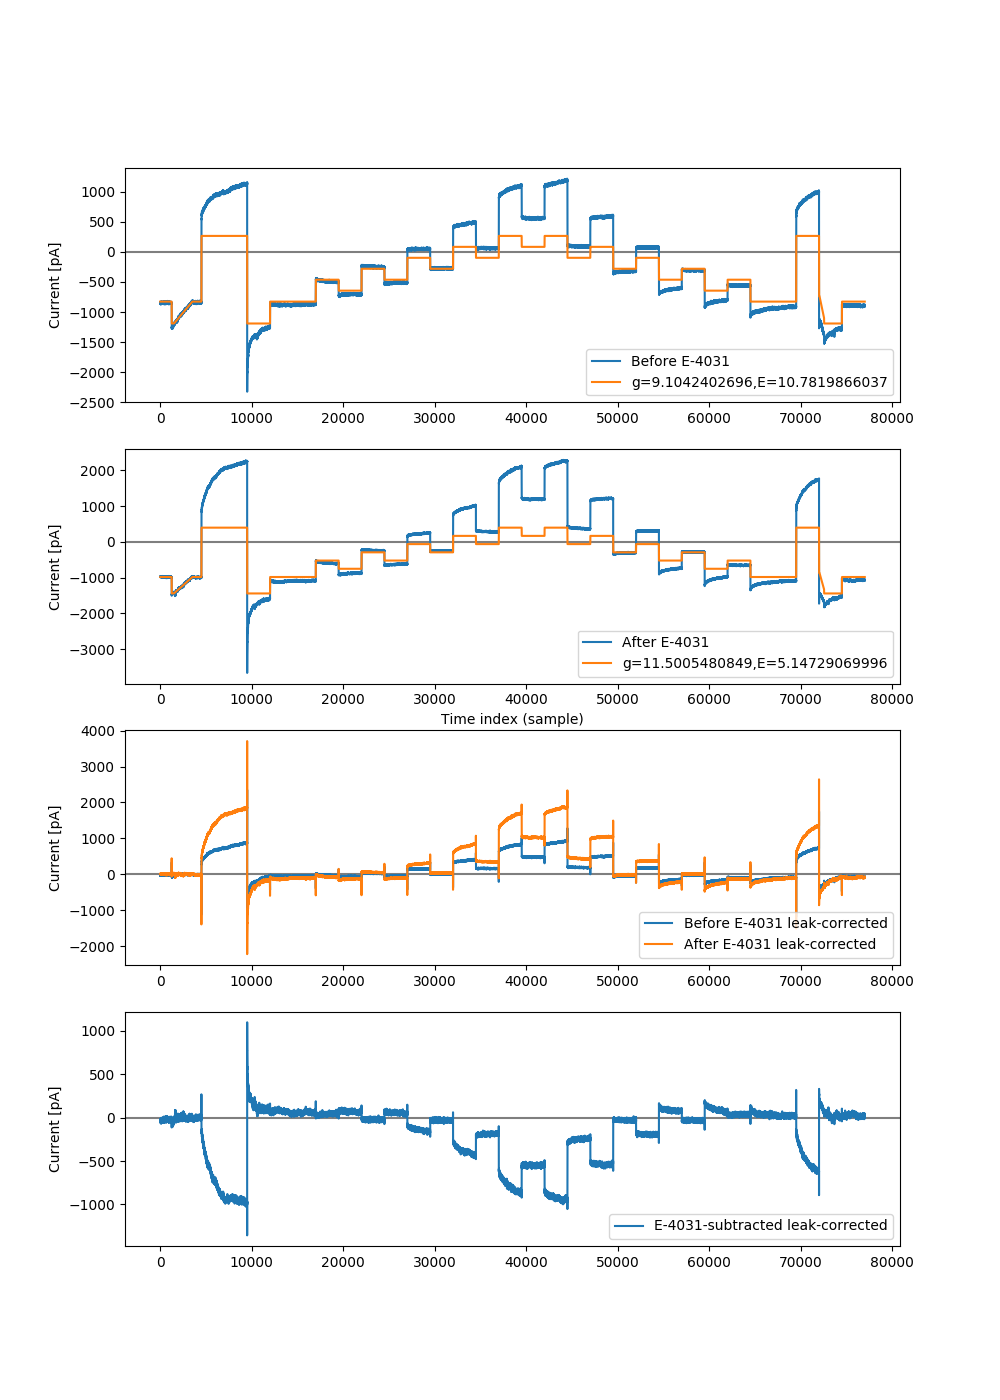 1000
500
0
−500
−1000
−1500
−2000
−2500
Current [pA]
Before E-4031
g=9.1042402696,E=10.7819866037
0 10000 20000 30000 40000 50000 60000 70000 80000
2000
1000
0
−1000
−2000
−3000
Current [pA]
After E-4031
g=11.5005480849,E=5.14729069996
0 10000 20000 30000 40000 50000 60000 70000 80000
Time index (sample)
4000
3000
2000
1000
0
−1000
−2000
Current [pA]
Before E-4031 leak-corrected
After E-4031 leak-corrected
0 10000 20000 30000 40000 50000 60000 70000 80000
1000
500
0
−500
−1000
Current [pA]
E-4031-subtracted leak-corrected
0 10000 20000 30000 40000 50000 60000 70000 80000